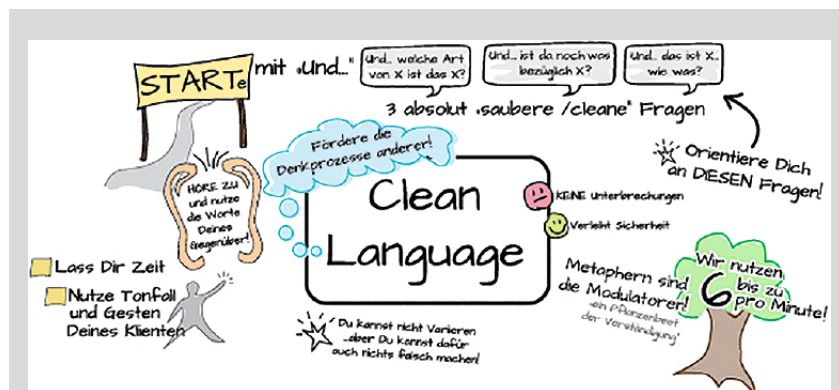 STARTe
mit „Und..."
Und... welche Art
von X ist das X?
Und... ist da noch was
bezüglich X?
Und... das ist X...
wie was?
3 absolut „saubere /cleane" Fragen
Orientiere Dich
an DIESEN Fragen!
Fördere die
Denkprozesse anderer!
Clean
Language
HÖRE ZU
und nutze
die Worte
Deines
Gegenüber!
KEINE Unterbrechungen
Verleiht Sicherheit
Lass Dir Zeit
Nutze Tonfall
und Gesten
Deines Klienten
Du kannst nicht Variieren
...aber Du kannst dafür
auch nichts falsch machen!
Metaphern sind
die Modulatoren!
-ein Pflanzenbeet
der Verständigung"
Wir nutzen
bis zu
6
pro Minute!